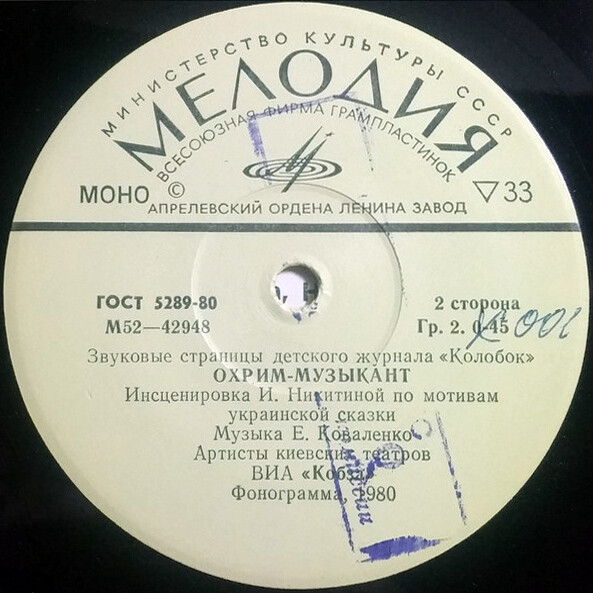 МИНИСТЕРСТВО КУЛЬТУРЫ СССР
МЕЛОДИЯ
ВСЕСОЮЗНАЯ ФИРМА ГРАМПЛАСТИНОК
МОНО © ▽ 33
АПРЕЛЕВСКИЙ ОРДЕНА ЛЕНИНА ЗАВОД
ГОСТ 5289-80 2 сторона
М52—42948 Гр. 2. 0-45
Звуковые страницы детского журнала «Колобок»
ОХРИМ-МУЗЫКАНТ
Инсценировка И. Никитиной по мотивам
украинской сказки
Музыка Е. Коваленко
Артисты киевских театров
ВИА «Кобза»
Фонограмма, 1980